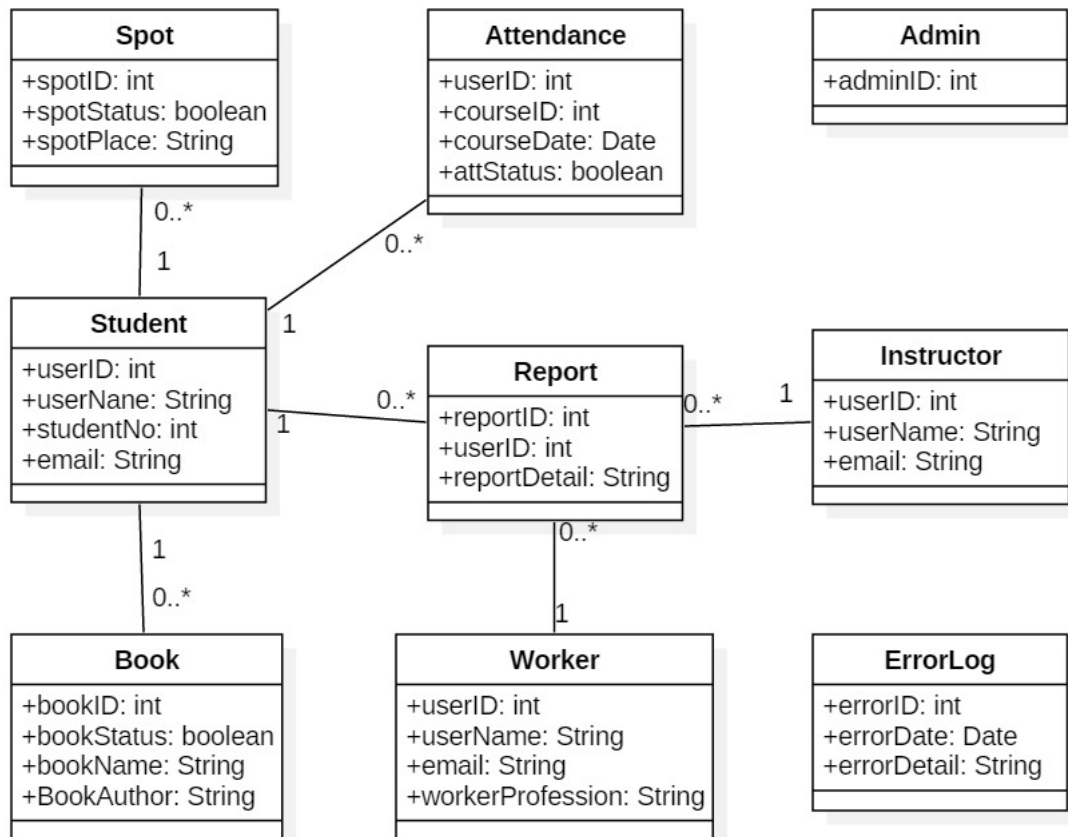 Spot
+spotID: int
+spotStatus: boolean
+spotPlace: String
Attendance
+userID: int
+courseID: int
+courseDate: Date
+attStatus: boolean
Admin
+adminID: int
0..*
1
0..*
1
Student
+userID: int
+userNane: String
+studentNo: int
+email: String
0..*
1
Report
+reportID: int
+userID: int
+reportDetail: String
0..*
1
Instructor
+userID: int
+userName: String
+email: String
1
0..*
0..*
1
Book
+bookID: int
+bookStatus: boolean
+bookName: String
+BookAuthor: String
Worker
+userID: int
+userName: String
+email: String
+workerProfession: String
ErrorLog
+errorID: int
+errorDate: Date
+errorDetail: String